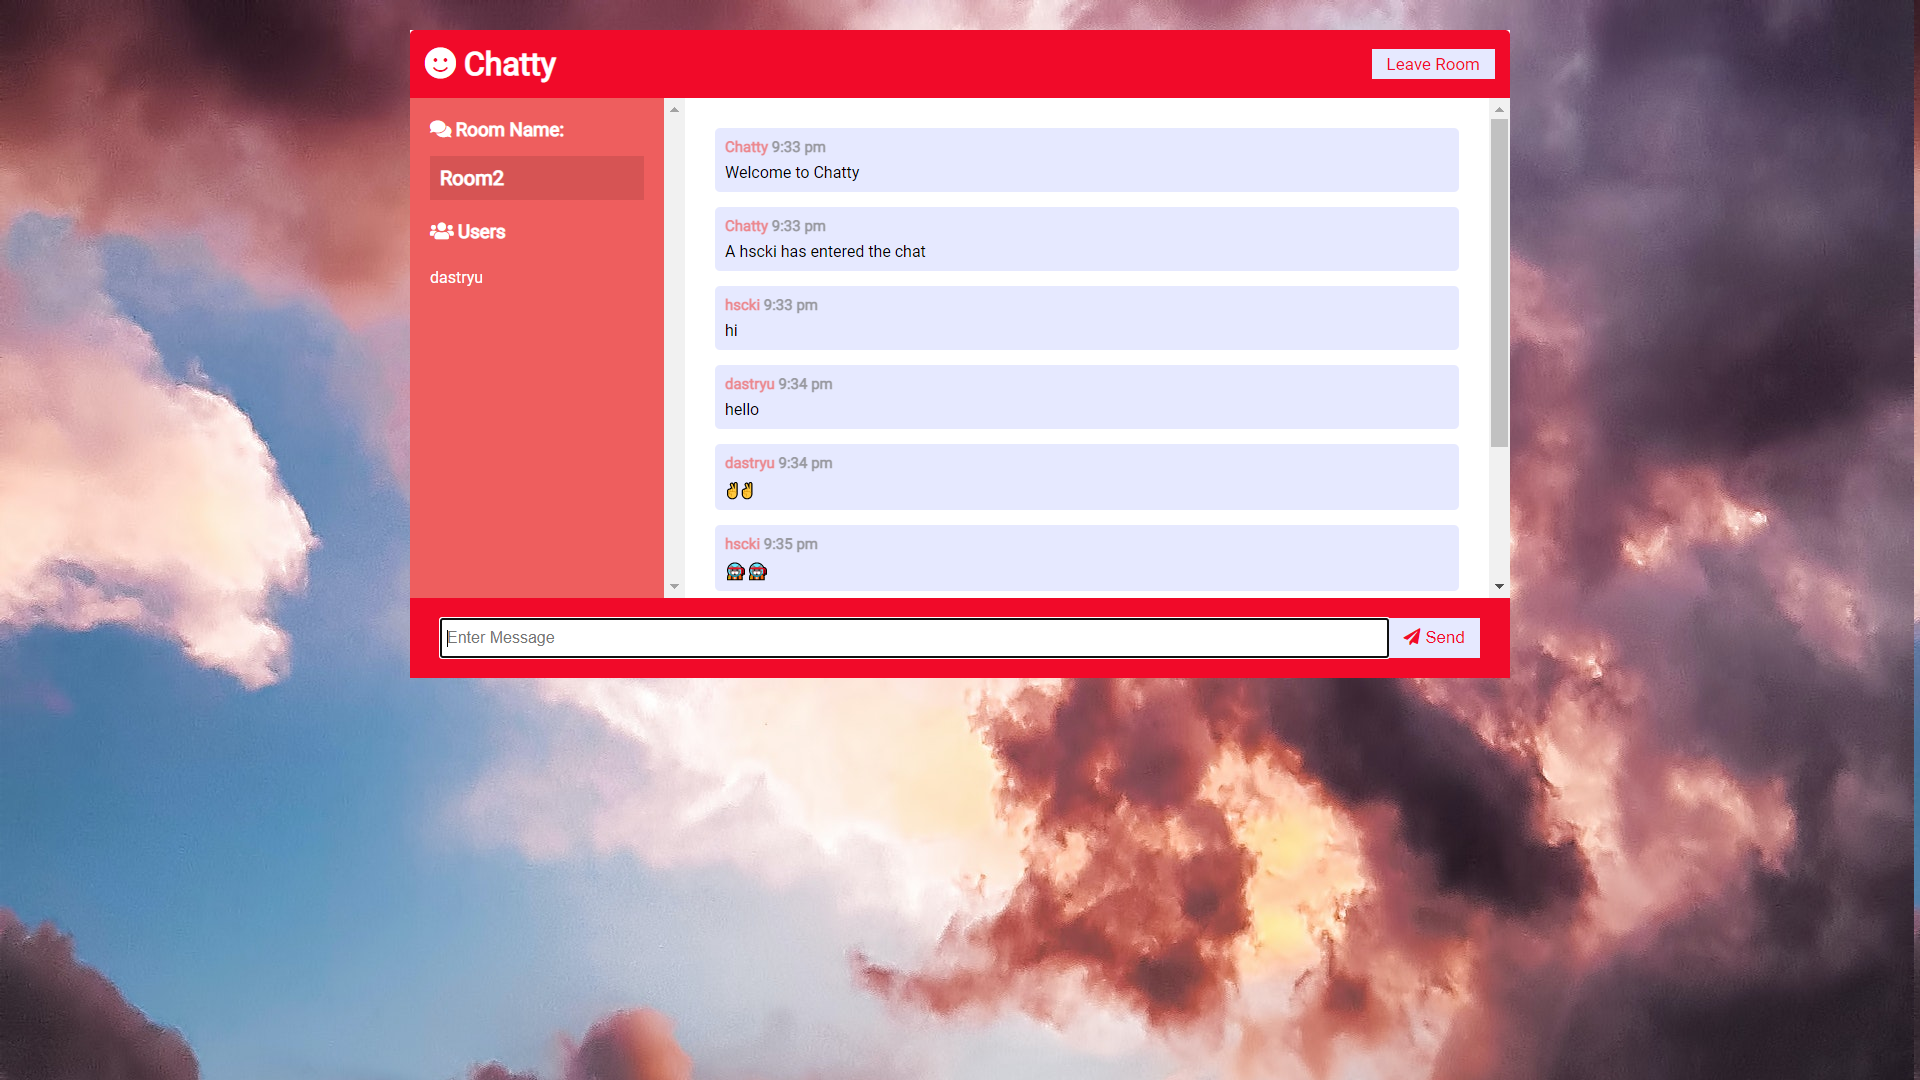 Chatty
Leave Room
Room Name:
Room2
Users
dastryu
Chatty 9:33 pm
Welcome to Chatty
Chatty 9:33 pm
A hscki has entered the chat
hscki 9:33 pm
hi
dastryu 9:34 pm
hello
dastryu 9:34 pm
✌✌
hscki 9:35 pm
Enter Message
Send